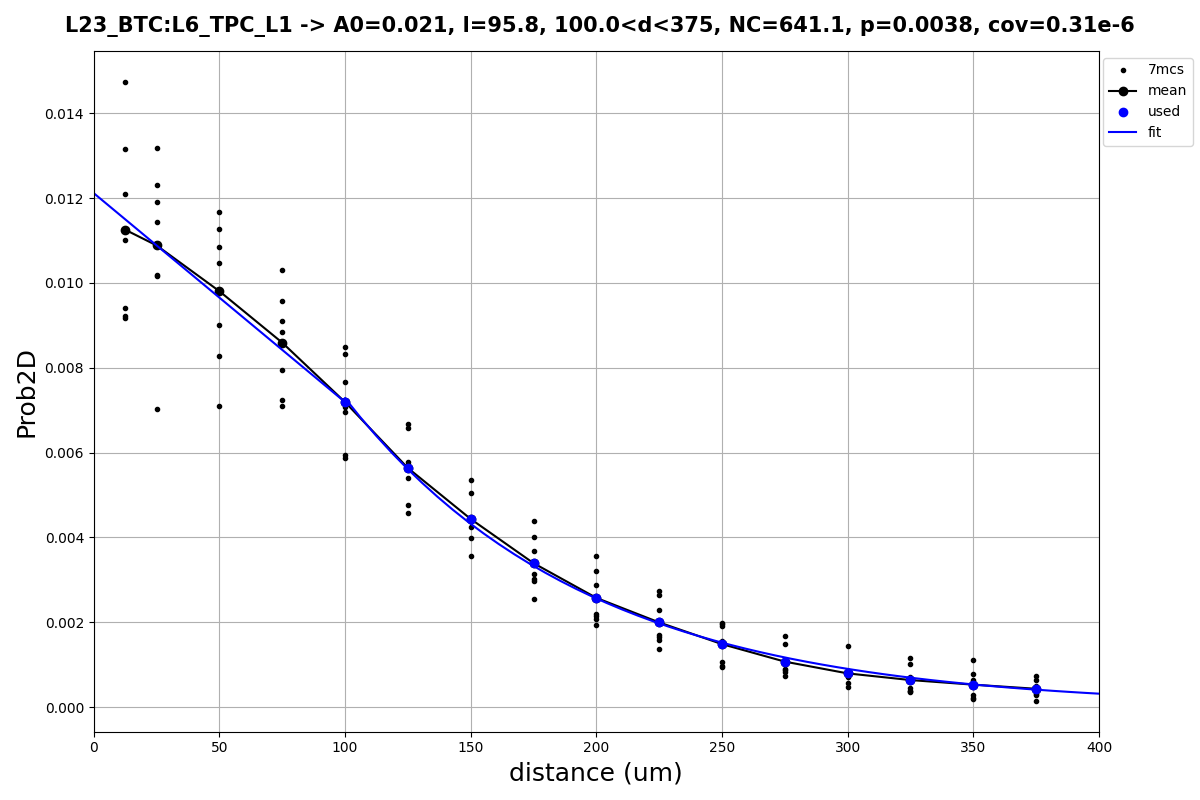 L23_BTC:L6_TPC_L1 -> A0=0.021, l=95.8, 100.0<d<375, NC=641.1, p=0.0038, cov=0.31e-6
7mcs
mean
used
fit
0.014
0.012
0.010
0.008
0.006
0.004
0.002
0.000
Prob2D
0 50 100 150 200 250 300 350 400
distance (um)